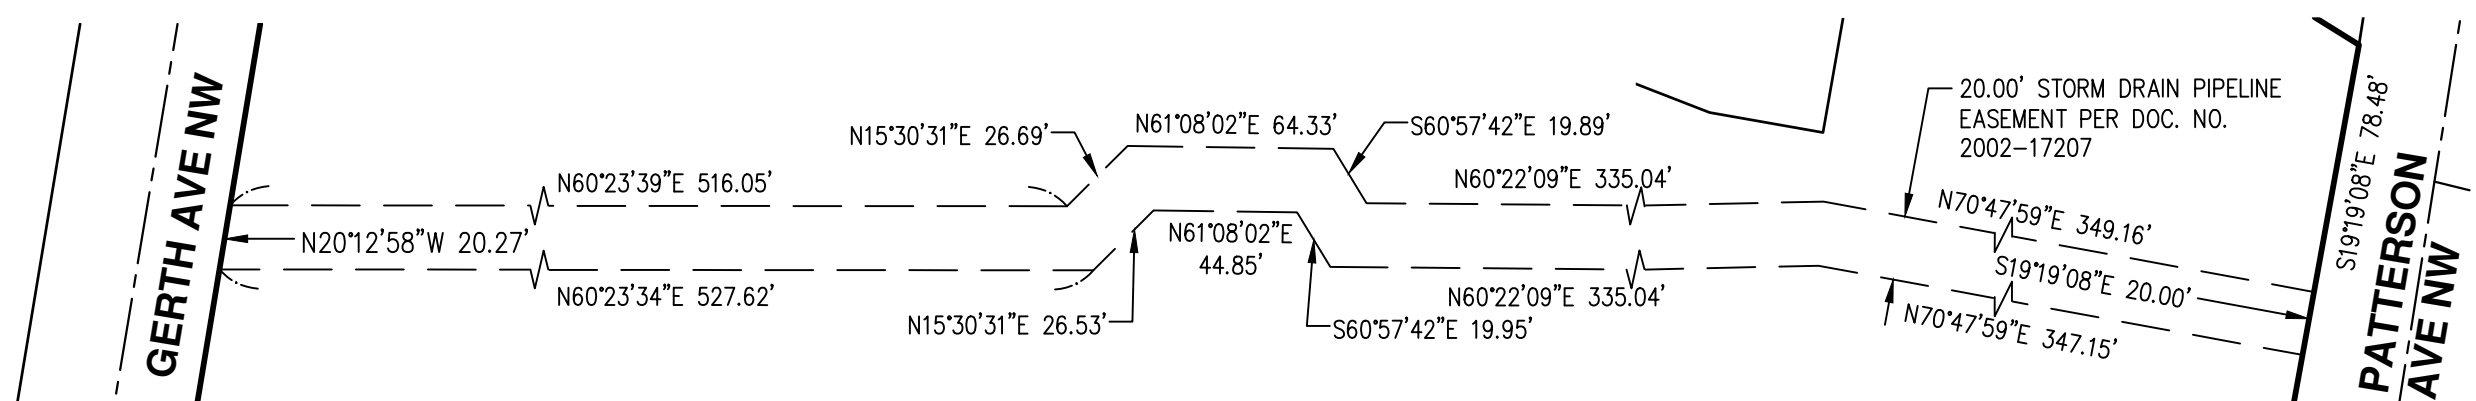 GERTH AVE NW
N20°12'58"W 20.27'
N60°23'39"E 516.05'
N60°23'34"E 527.62'
N15°30'31"E 26.69'
N15°30'31"E 26.53'
N61°08'02"E 64.33'
N61°08'02"E
44.85'
S60°57'42"E 19.89'
S60°57'42"E 19.95'
N60°22'09"E 335.04'
N60°22'09"E 335.04'
20.00' STORM DRAIN PIPELINE
EASEMENT PER DOC. NO.
2002-17207
N70°47'59"E 349.16'
S19°19'08"E 20.00'
N70°47'59"E 347.15'
S19°19'08"E 78.48'
PATTERSON
AVE NW